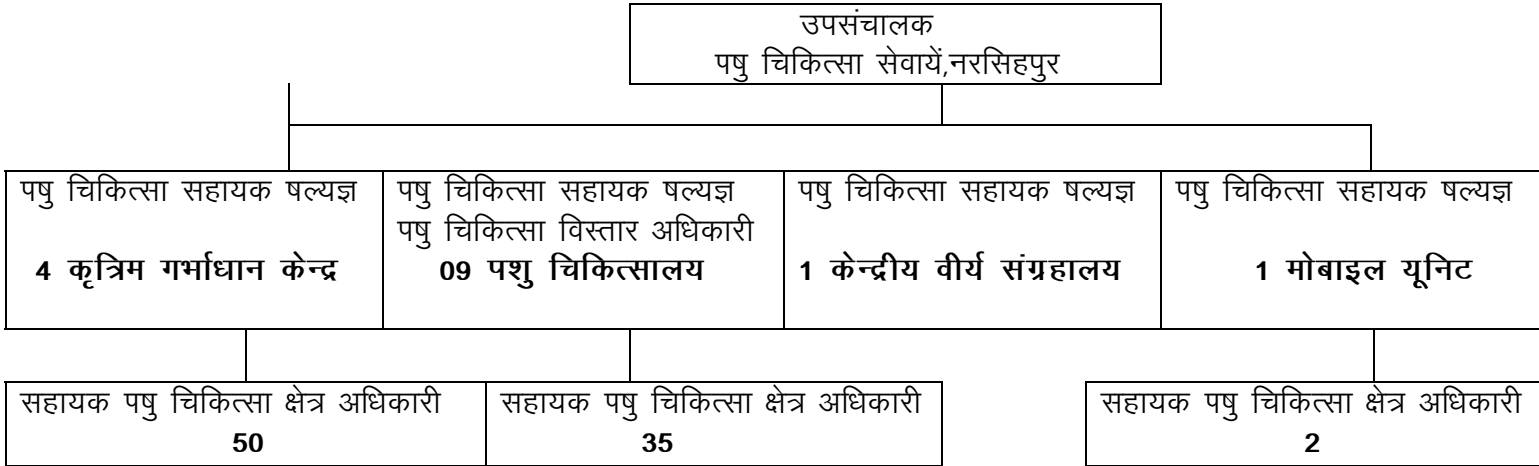 उपसंचालक
पषु चिकित्सा सेवायें,नरसिहपुर
पषु चिकित्सा सहायक षल्यज्ञ
4 कृत्रिम गर्भाधान केन्द्र
पषु चिकित्सा सहायक षल्यज्ञ
पषु चिकित्सा विस्तार अधिकारी
09 पशु चिकित्सालय
पषु चिकित्सा सहायक षल्यज्ञ
1 केन्द्रीय वीर्य संग्रहालय
पषु चिकित्सा सहायक षल्यज्ञ
1 मोबाइल यूनिट
सहायक पषु चिकित्सा क्षेत्र अधिकारी
50
सहायक पषु चिकित्सा क्षेत्र अधिकारी
35
सहायक पषु चिकित्सा क्षेत्र अधिकारी
2